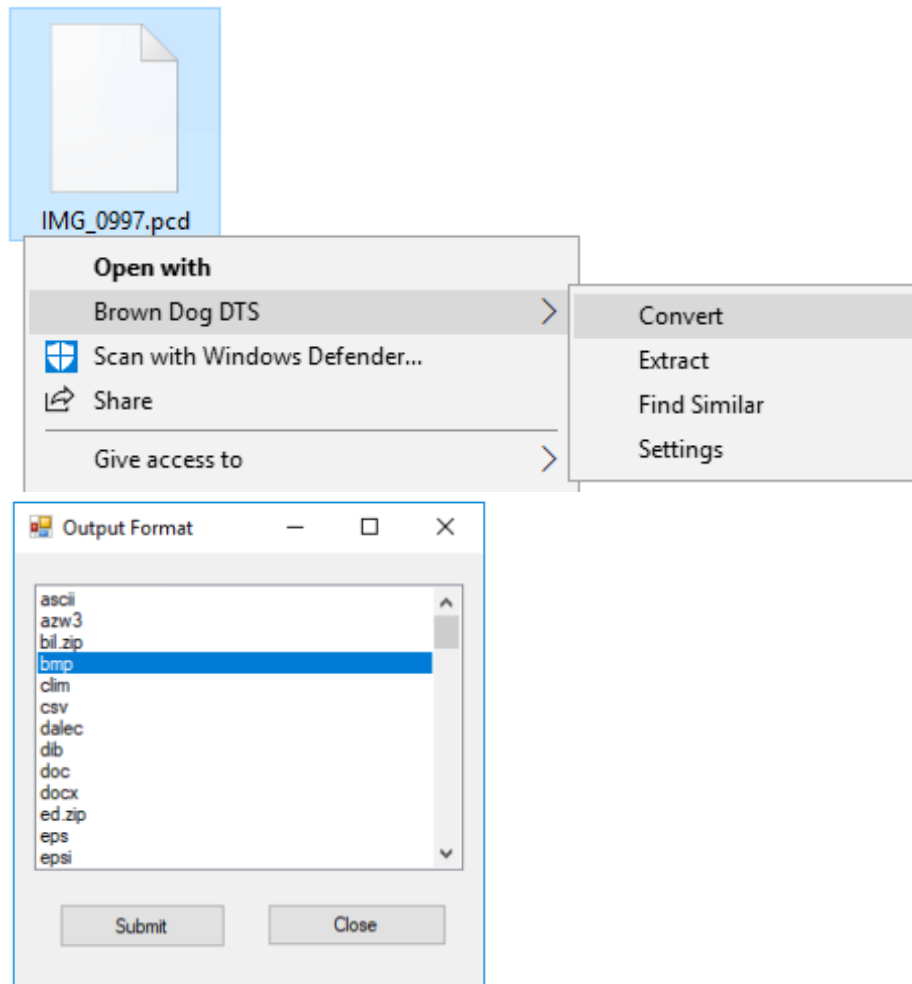 IMG_0997.pcd
Open with
Brown Dog DTS
Scan with Windows Defender...
Share
Give access to
Convert
Extract
Find Similar
Settings
Output Format
ascii
azw3
bil.zip
bmp
clim
csv
dalec
dib
doc
docx
ed.zip
eps
epsi
Submit
Close